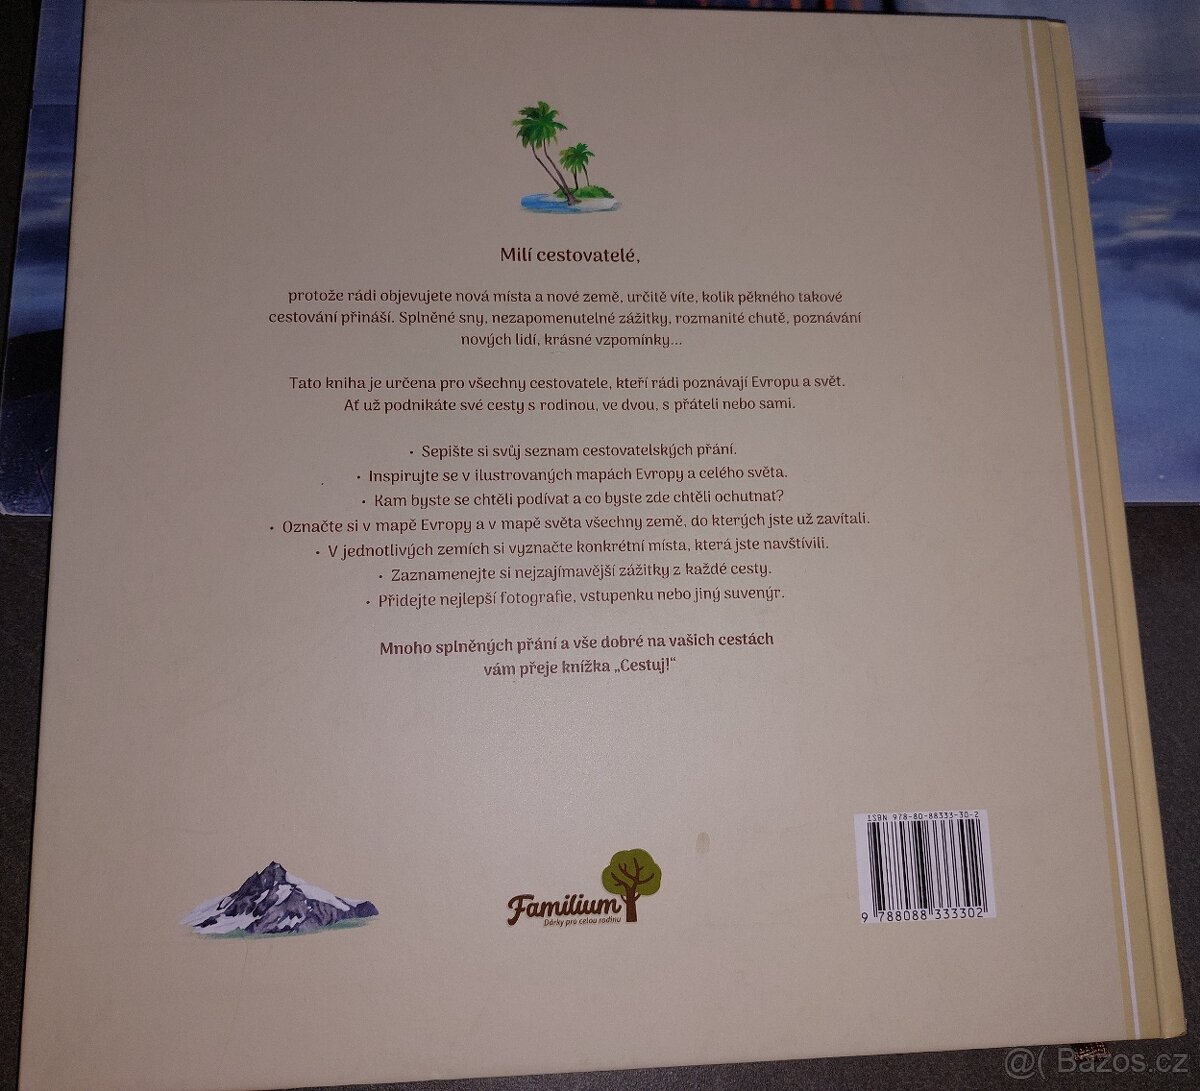 Milí cestovatelé,
protože rádi objevujete nová místa a nové země, určitě víte, kolik pěkného takové
cestování přináší. Splněné sny, nezapomenutelné zážitky, rozmanité chutě, poznávání
nových lidí, krásné vzpomínky...
Tato kniha je určena pro všechny cestovatele, kteří rádi poznávají Evropu a svět.
Ať už podnikáte své cesty s rodinou, ve dvou, s přáteli nebo sami.
• Sepište si svůj seznam cestovatelských přání.
• Inspirujte se v ilustrovaných mapách Evropy a celého světa.
• Kam byste se chtěli podívat a co byste zde chtěli ochutnat?
• Označte si v mapě Evropy a v mapě světa všechny země, do kterých jste už zavítali.
• V jednotlivých zemích si vyznačte konkrétní místa, která jste navštívili.
• Zaznamenejte si nejzajímavější zážitky z každé cesty.
• Přidejte nejlepší fotografie, vstupenku nebo jiný suvenýr.
Mnoho splněných přání a vše dobré na vašich cestách
vám přeje knížka „Cestuj!“
ISBN 978-80-88333-30-2
9 788088 333302
Familium
Dárky pro celou rodinu
@( Bazos.cz